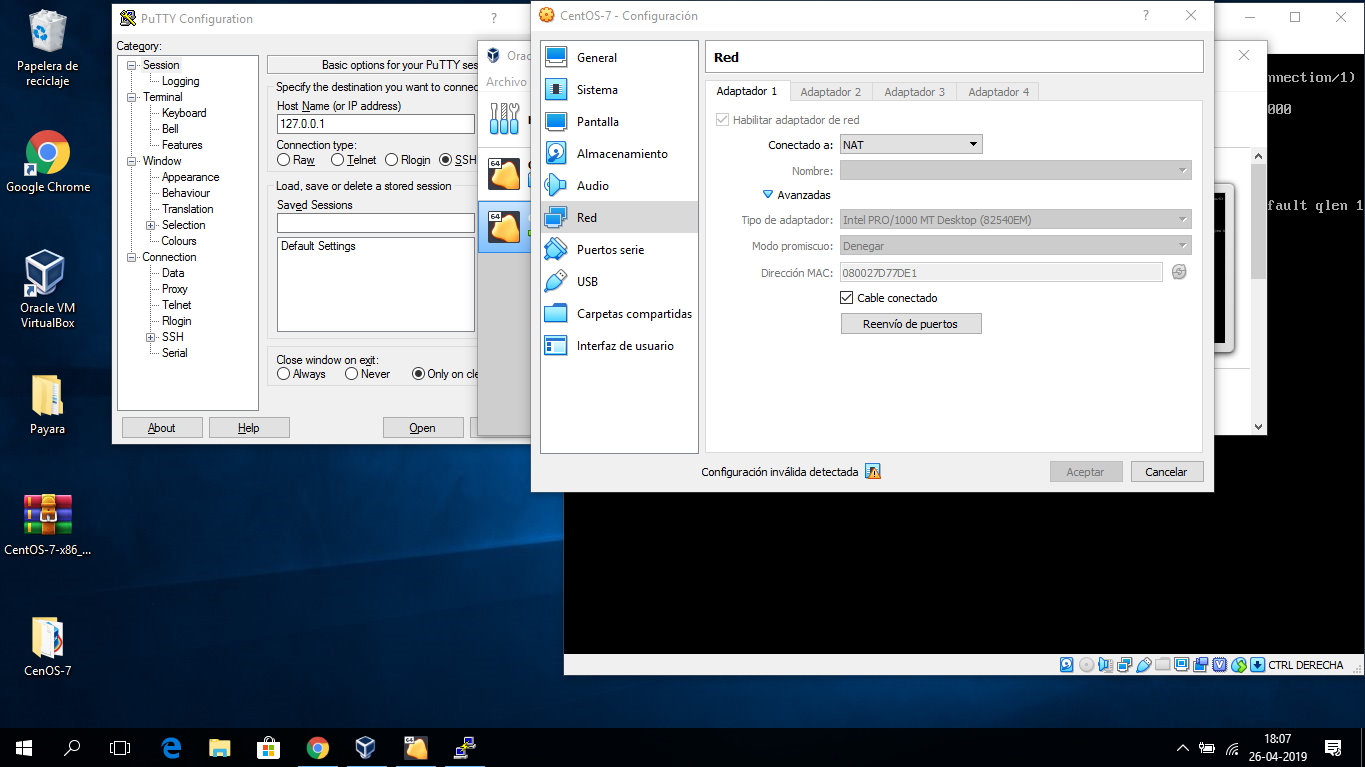 Papelera de
reciclaje
Google Chrome
Oracle VM
VirtualBox
Payara
CentOS-7-x86_...
CenOS-7
PuTTY Configuration
?
Category:
Session
Logging
Terminal
Keyboard
Bell
Features
Window
Appearance
Behaviour
Translation
Selection
Colours
Connection
Data
Proxy
Telnet
Rlogin
SSH
Serial
Basic options for your PuTTY ses
Specify the destination you want to connec
Host Name (or IP address)
127.0.0.1
Connection type:
Raw Telnet Rlogin SSH
Load, save or delete a stored session
Saved Sessions
Default Settings
Close window on exit:
Always Never Only on cle
About Help Open
Orac
Archivo
64
64
CentOS-7 - Configuración
?
General
Sistema
Pantalla
Almacenamiento
Audio
Red
Puertos serie
USB
Carpetas compartidas
Interfaz de usuario
Red
Adaptador 1 Adaptador 2 Adaptador 3 Adaptador 4
Habilitar adaptador de red
Conectado a: NAT
Nombre:
Avanzadas
Tipo de adaptador: Intel PRO/1000 MT Desktop (82540EM)
Modo promiscuo: Denegar
Dirección MAC: 080027D77DE1
Cable conectado
Reenvío de puertos
Configuración inválida detectada
Aceptar Cancelar
nnection/1)
000
fault qlen 1
CTRL DERECHA
18:07
26-04-2019